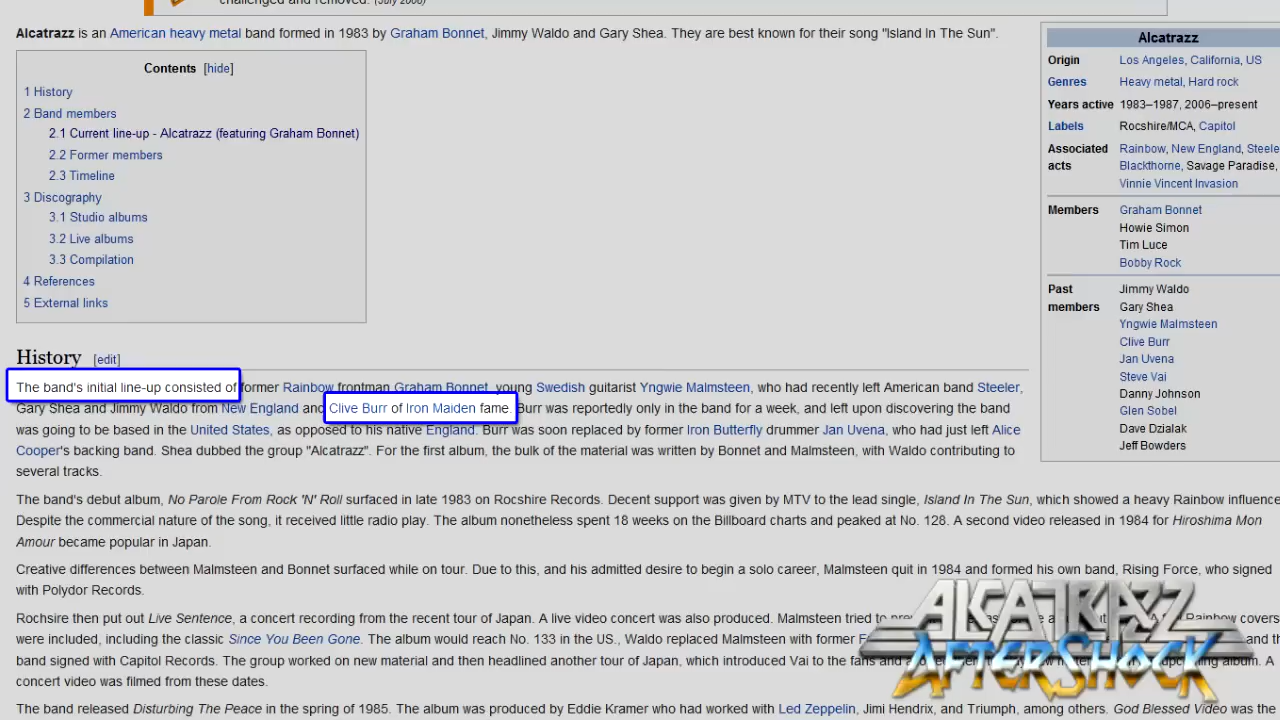 challenged and removed. (July 2008)
Alcatrazz is an American heavy metal band formed in 1983 by Graham Bonnet, Jimmy Waldo and Gary Shea. They are best known for their song "Island In The Sun".
Contents [hide]
1 History
2 Band members
2.1 Current line-up - Alcatrazz (featuring Graham Bonnet)
2.2 Former members
2.3 Timeline
3 Discography
3.1 Studio albums
3.2 Live albums
3.3 Compilation
4 References
5 External links
Alcatrazz
Origin Los Angeles, California, US
Genres Heavy metal, Hard rock
Years active 1983–1987, 2006–present
Labels Rocshire/MCA, Capitol
Associated Rainbow, New England, Steele
acts Blackthorne, Savage Paradise,
Vinnie Vincent Invasion
Members Graham Bonnet
Howie Simon
Tim Luce
Bobby Rock
Past Jimmy Waldo
members Gary Shea
Yngwie Malmsteen
Clive Burr
Jan Uvena
Steve Vai
Danny Johnson
Glen Sobel
Dave Dzialak
Jeff Bowders
History [edit]
The band's initial line-up consisted of former Rainbow frontman Graham Bonnet, young Swedish guitarist Yngwie Malmsteen, who had recently left American band Steeler,
Gary Shea and Jimmy Waldo from New England and Clive Burr of Iron Maiden fame. Burr was reportedly only in the band for a week, and left upon discovering the band
was going to be based in the United States, as opposed to his native England. Burr was soon replaced by former Iron Butterfly drummer Jan Uvena, who had just left Alice
Cooper's backing band. Shea dubbed the group "Alcatrazz". For the first album, the bulk of the material was written by Bonnet and Malmsteen, with Waldo contributing to
several tracks.
The band's debut album, No Parole From Rock 'N' Roll surfaced in late 1983 on Rocshire Records. Decent support was given by MTV to the lead single, Island In The Sun, which showed a heavy Rainbow influence
Despite the commercial nature of the song, it received little radio play. The album nonetheless spent 18 weeks on the Billboard charts and peaked at No. 128. A second video released in 1984 for Hiroshima Mon
Amour became popular in Japan.
Creative differences between Malmsteen and Bonnet surfaced while on tour. Due to this, and his admitted desire to begin a solo career, Malmsteen quit in 1984 and formed his own band, Rising Force, who signed
with Polydor Records.
Rochsire then put out Live Sentence, a concert recording from the recent tour of Japan. A live video concert was also produced. Malmsteen tried to Rainbow covers
were included, including the classic Since You Been Gone. The album would reach No. 133 in the US., Waldo replaced Malmsteen with former and th
band signed with Capitol Records. The group worked on new material and then headlined another tour of Japan, which introduced Vai to the fans and album. A
concert video was filmed from these dates.
The band released Disturbing The Peace in the spring of 1985. The album was produced by Eddie Kramer who had worked with Led Zeppelin, Jimi Hendrix, and Triumph, among others. God Blessed Video was the
ALCATRAZZ
AFTERSHOCK